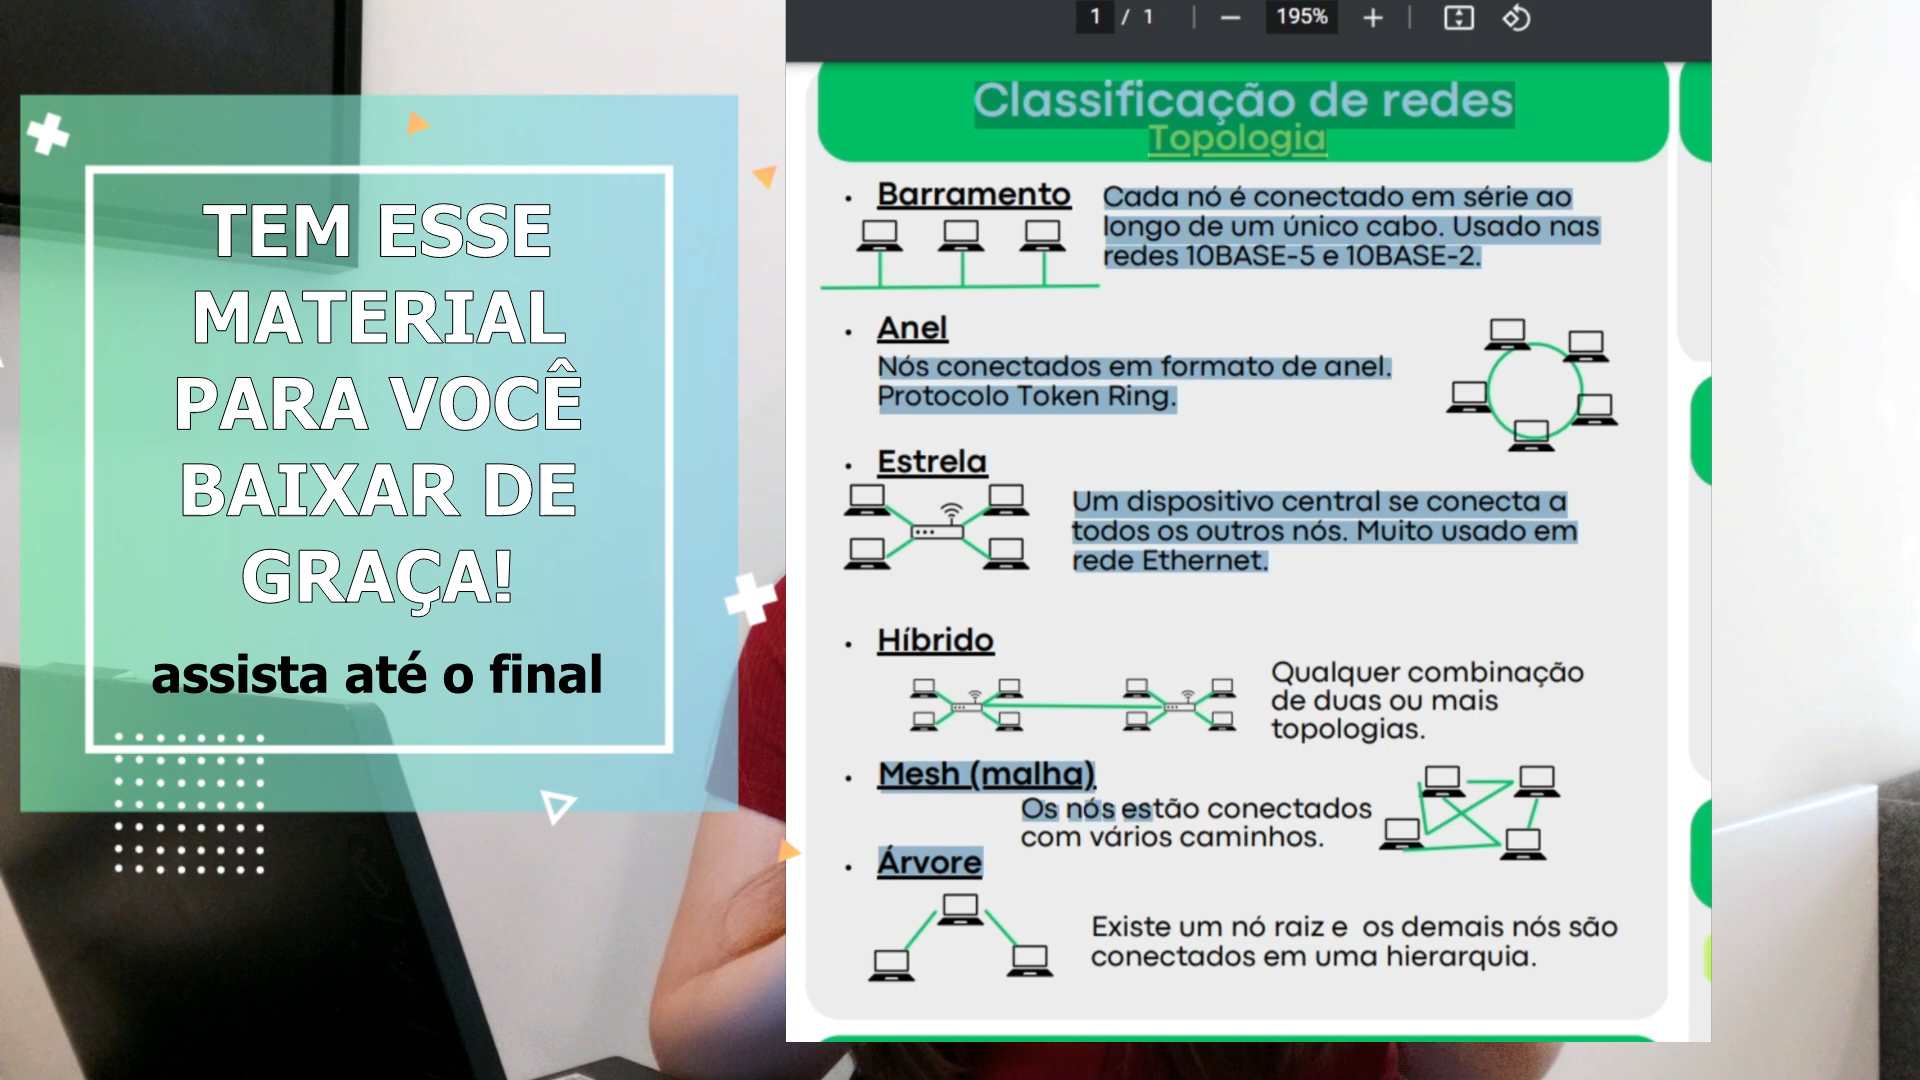 TEM ESSE
MATERIAL
PARA VOCÊ
BAIXAR DE
GRAÇA!
assista até o final
1 / 1
195%
Classificação de redes
Topologia
Barramento
Cada nó é conectado em série ao
longo de um único cabo. Usado nas
redes 10BASE-5 e 10BASE-2.
Anel
Nós conectados em formato de anel.
Protocolo Token Ring.
Estrela
Um dispositivo central se conecta a
todos os outros nós. Muito usado em
rede Ethernet.
Híbrido
Qualquer combinação
de duas ou mais
topologias.
Mesh (malha)
Os nós estão conectados
com vários caminhos.
Árvore
Existe um nó raiz e os demais nós são
conectados em uma hierarquia.